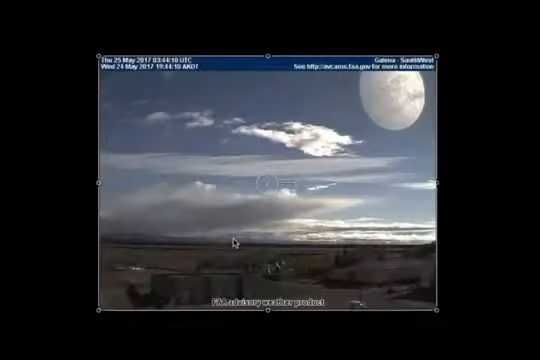 Thu 25 May 2017 03:44:10 UTC
Galena - SouthWest
Wed 24 May 2017 19:44:10 AKDT
See http://avcams.faa.gov for more information
FAA advisory weather product